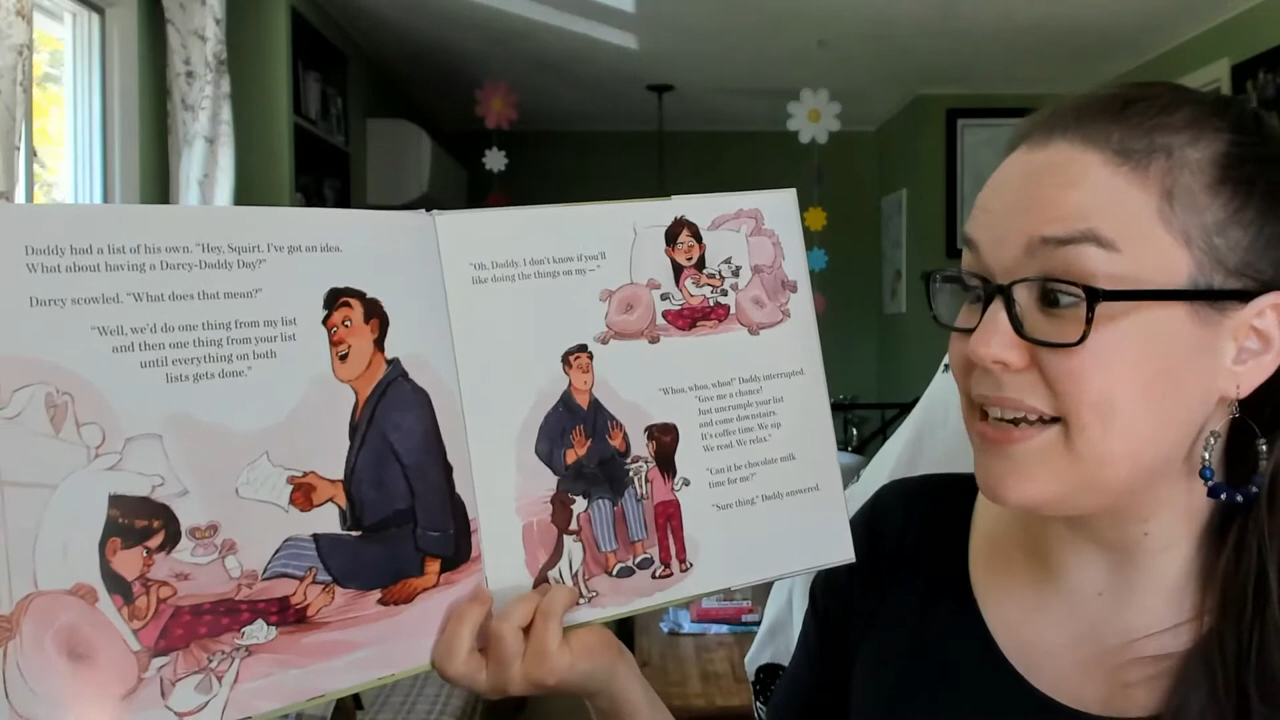 Daddy had a list of his own. "Hey, Squirt. I've got an idea.
What about having a Darcy-Daddy Day?"
Darcy scowled. "What does that mean?"
"Well, we'd do one thing from my list
and then one thing from your list
until everything on both
lists gets done."
"Oh, Daddy, I don't know if you'll
like doing the things on my—"
"Whoa, whoa, whoa!" Daddy interrupted.
"Give me a chance!
Just uncrumple your list
and come downstairs.
It's coffee time. We sip.
We read. We relax."
"Can it be chocolate milk
time for me?"
"Sure thing," Daddy answered.